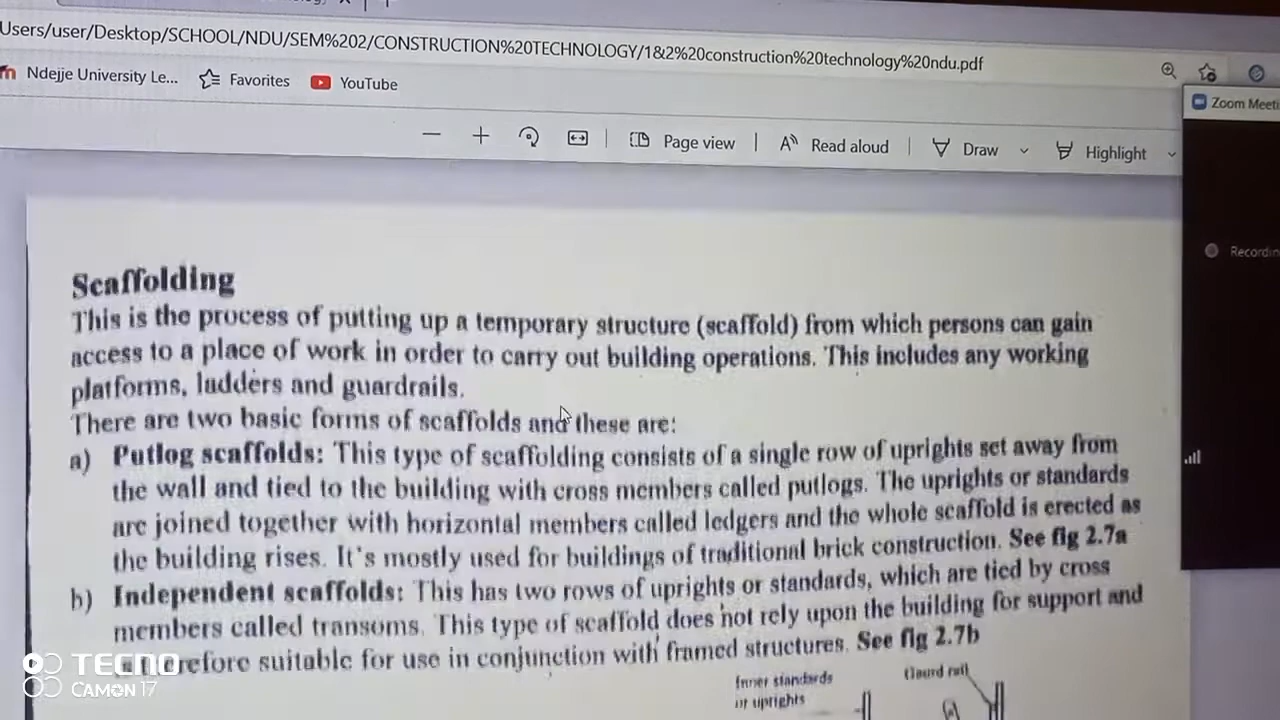 Users/user/Desktop/SCHOOL/NDU/SEM%202/CONSTRUCTION%20TECHNOLOGY/1&2%20construction%20technology%20ndu.pdf
Ndejje University Le... Favorites YouTube
Zoom Meeti
Page view Read aloud Draw Highlight
Recordin
Scaffolding
This is the process of putting up a temporary structure (scaffold) from which persons can gain
access to a place of work in order to carry out building operations. This includes any working
platforms, ladders and guardrails.
There are two basic forms of scaffolds and these are:
a) Putlog scaffolds: This type of scaffolding consists of a single row of uprights set away from
the wall and tied to the building with cross members called putlogs. The uprights or standards
are joined together with horizontal members called ledgers and the whole scaffold is erected as
the building rises. It's mostly used for buildings of traditional brick construction. See fig 2.7a
b) Independent scaffolds: This has two rows of uprights or standards, which are tied by cross
members called transoms. This type of scaffold does not rely upon the building for support and
therefore suitable for use in conjunction with framed structures. See fig 2.7b
Inner standards
or uprights
Gaurd rail
TECNO
CAMON 17